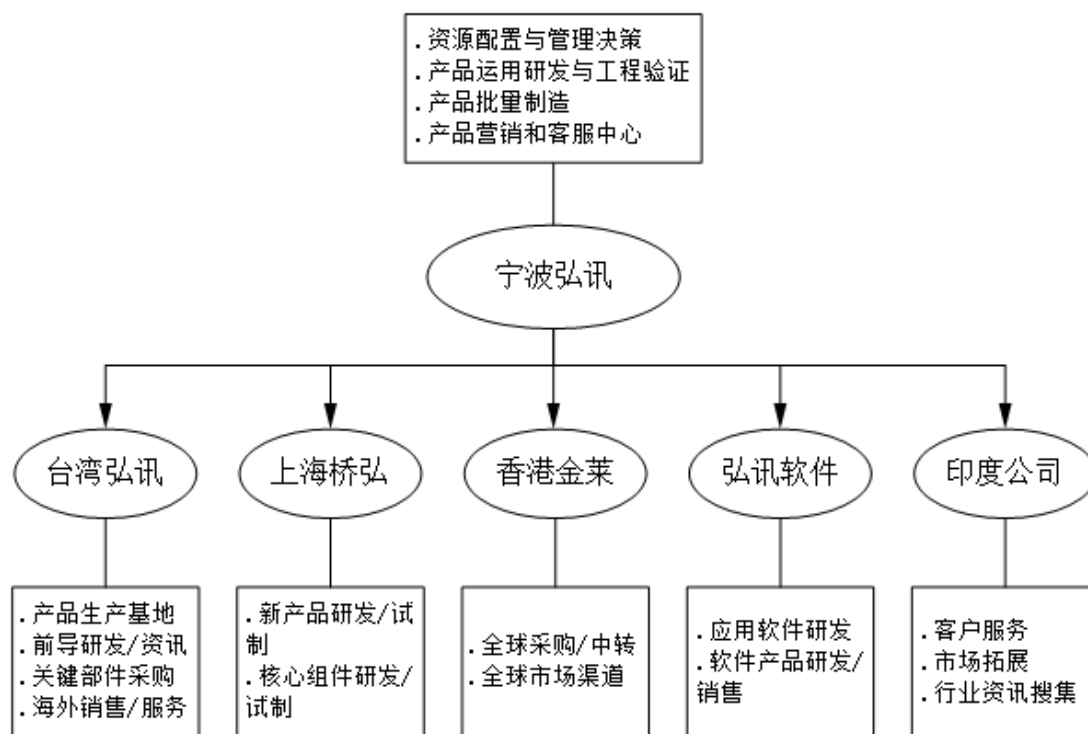 . 资源配置与管理决策
. 产品运用研发与工程验证
. 产品批量制造
. 产品营销和客服中心
宁波弘讯
台湾弘讯
上海桥弘
香港金莱
弘讯软件
印度公司
. 产品生产基地
. 前导研发/资讯
. 关键部件采购
. 海外销售/服务
. 新产品研发/试
制
. 核心组件研发/
试制
. 全球采购/中转
. 全球市场渠道
. 应用软件研发
. 软件产品研发/
销售
. 客户服务
. 市场拓展
. 行业资讯搜集